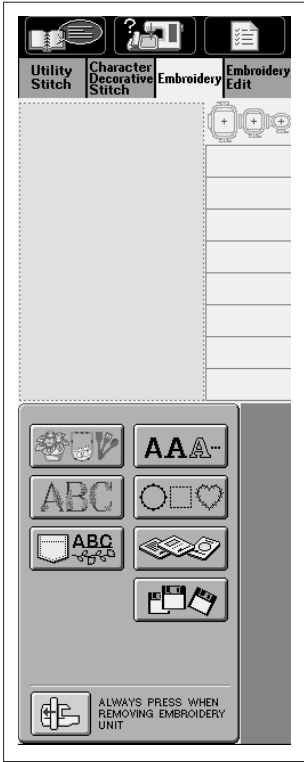 ?
Utility Stitch
Character Decorative Stitch
Embroidery
Embroidery Edit
AAA
ABC
ABC
ALWAYS PRESS WHEN
REMOVING EMBROIDERY
UNIT